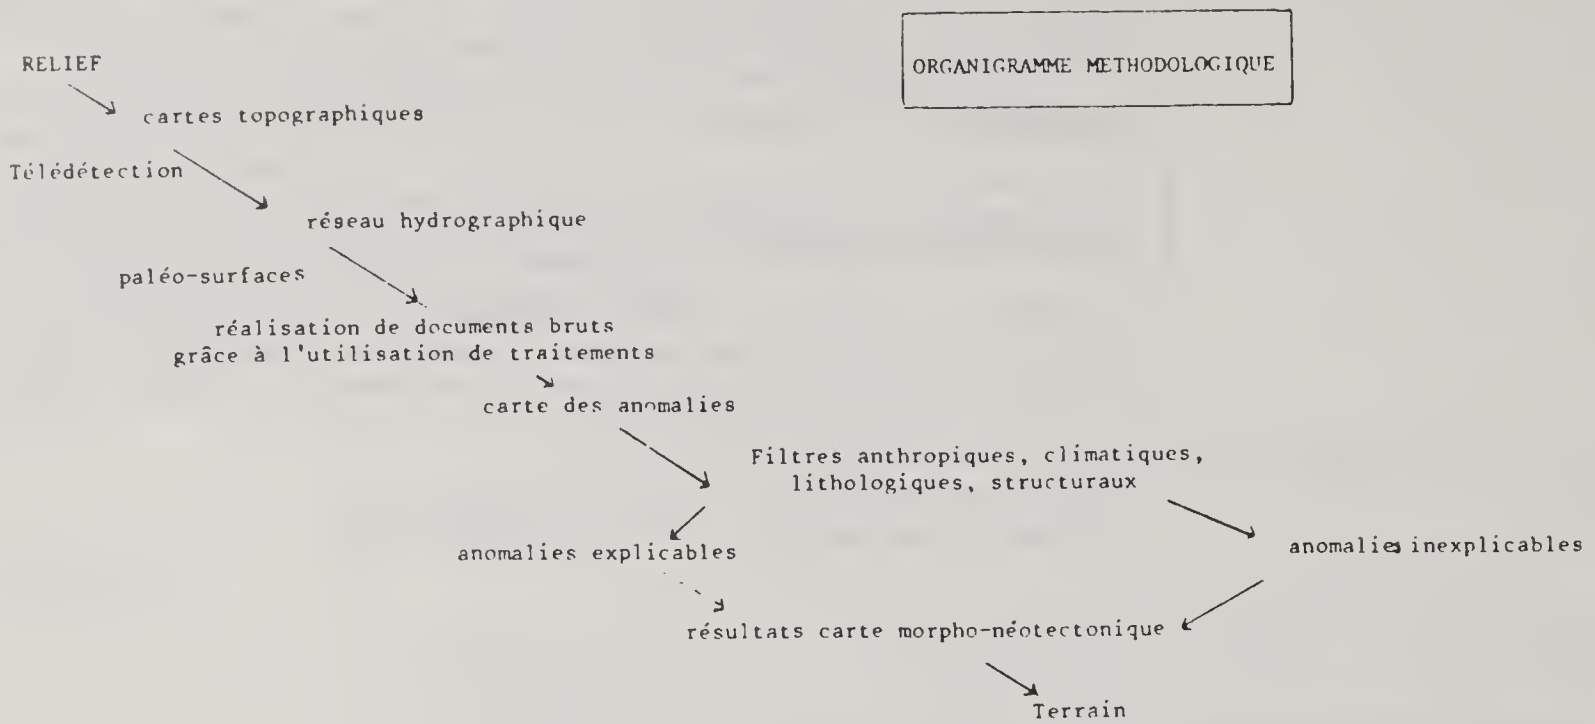 ORGANIGRAMME METHODOLOGIQUE
RELIEF
cartes topographiques
Télédétection
réseau hydrographique
paléo-surfaces
réalisation de documents bruts
grâce à l'utilisation de traitements
carte des anomalies
Filtres anthropiques, climatiques,
lithologiques, structuraux
anomalies explicables
anomalies inexplicables
résultats carte morpho-néotectonique
Terrain